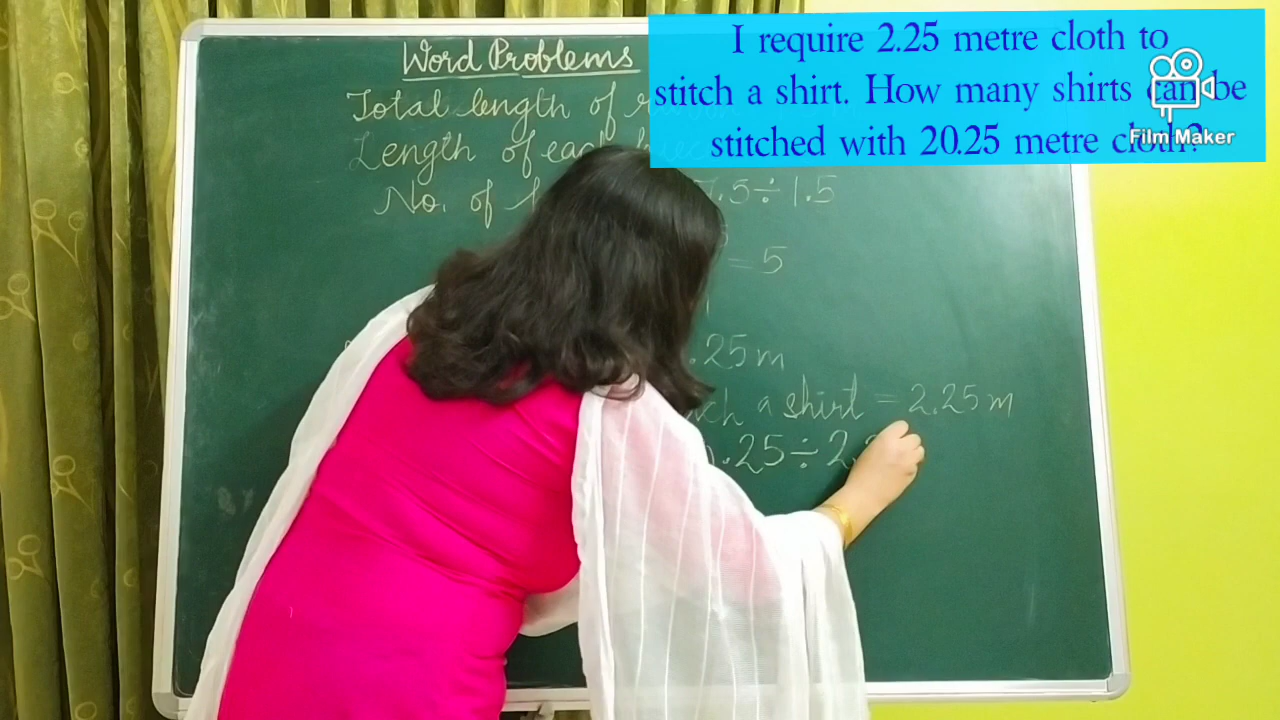 Word Problems
I require 2.25 metre cloth to
stitch a shirt. How many shirts can be
stitched with 20.25 metre cloth?
Film Maker
Total length of
Length of each
No. of 7.5÷1.5
= 5
.25 m
a shirt = 2.25 m
.25÷2.